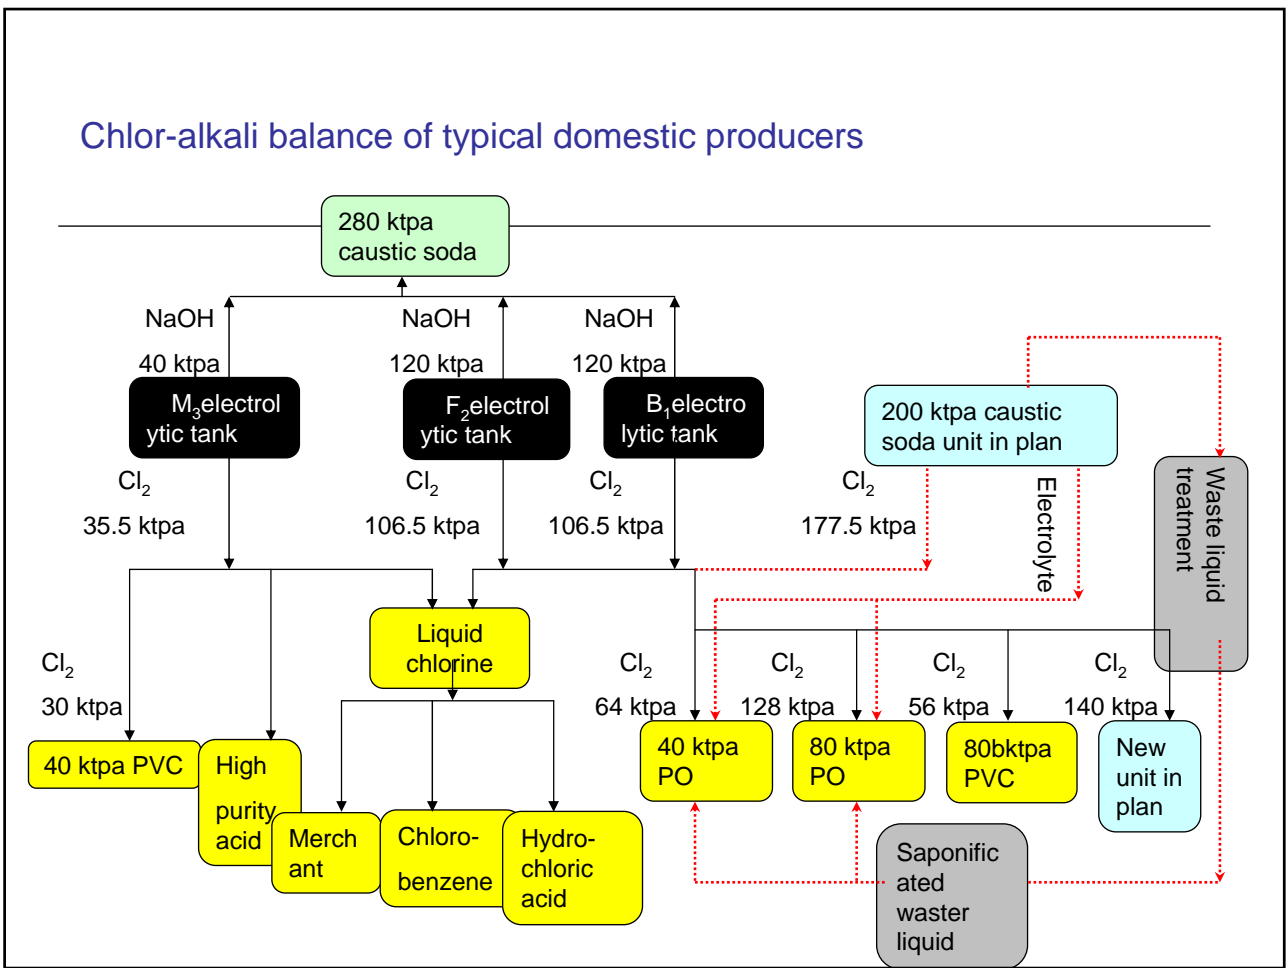 Chlor-alkali balance of typical domestic producers
280 ktpa
caustic soda
NaOH
NaOH
NaOH
40 ktpa
120 ktpa
120 ktpa
M3electrol
ytic tank
F2electrol
ytic tank
B1electro
lytic tank
200 ktpa caustic
soda unit in plan
Cl2
Cl2
Cl2
Cl2
35.5 ktpa
106.5 ktpa
106.5 ktpa
177.5 ktpa
Electrolyte
Waste liquid
treatment
Liquid
chlorine
Cl2
30 ktpa
Cl2
64 ktpa
Cl2
128 ktpa
Cl2
56 ktpa
Cl2
140 ktpa
40 ktpa PVC
High
purity
acid
Merch
ant
Chloro-
benzene
Hydro-
chloric
acid
40 ktpa
PO
80 ktpa
PO
80bktpa
PVC
New
unit in
plan
Saponific
ated
waster
liquid